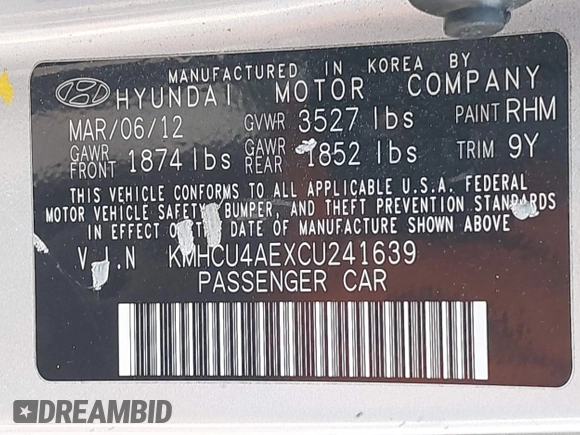 MANUFACTURED IN KOREA BY
HYUNDAI MOTOR COMPANY
MAR/06/12 GVWR 3527 lbs PAINT RHM
GAWR FRONT 1874 lbs GAWR REAR 1852 lbs TRIM 9Y
THIS VEHICLE CONFORMS TO ALL APPLICABLE U.S.A. FEDERAL
MOTOR VEHICLE SAFETY, BUMPER, AND THEFT PREVENTION STANDARDS
IN EFFECT ON THE DATE OF MANUFACTURE SHOWN ABOVE
V.I.N KMHCU4AEXCU241639
PASSENGER CAR
DREAMBID